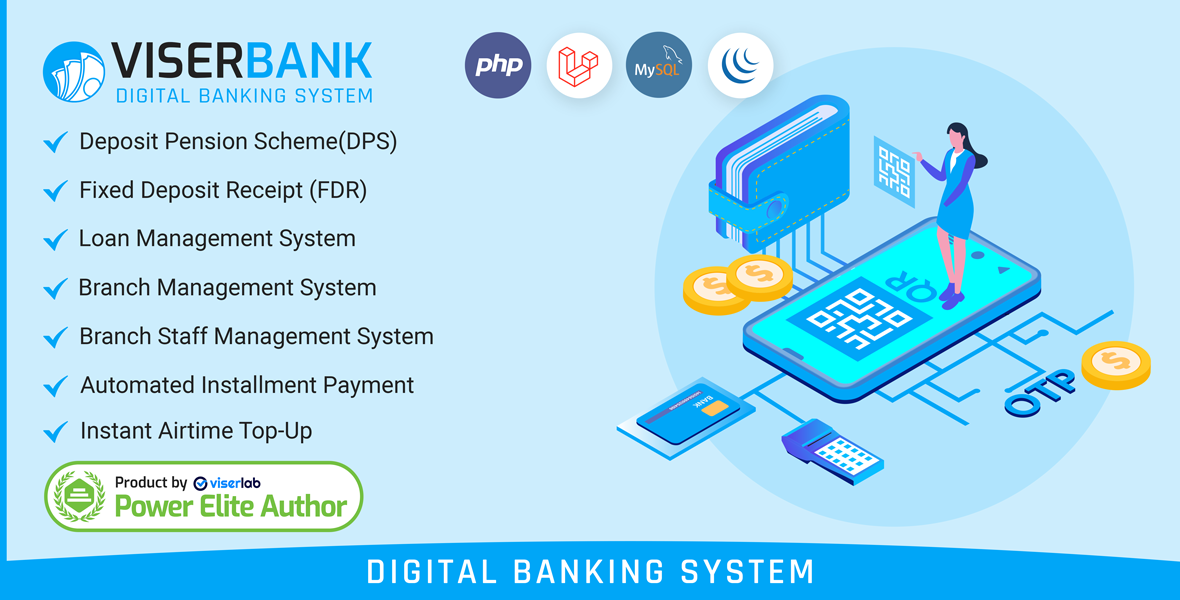 VISERBANK
DIGITAL BANKING SYSTEM
php
MySQL
Deposit Pension Scheme(DPS)
Fixed Deposit Receipt (FDR)
Loan Management System
Branch Management System
Branch Staff Management System
Automated Installment Payment
Instant Airtime Top-Up
Product by viserlab
Power Elite Author
QR
OTP
BANK
DIGITAL BANKING SYSTEM